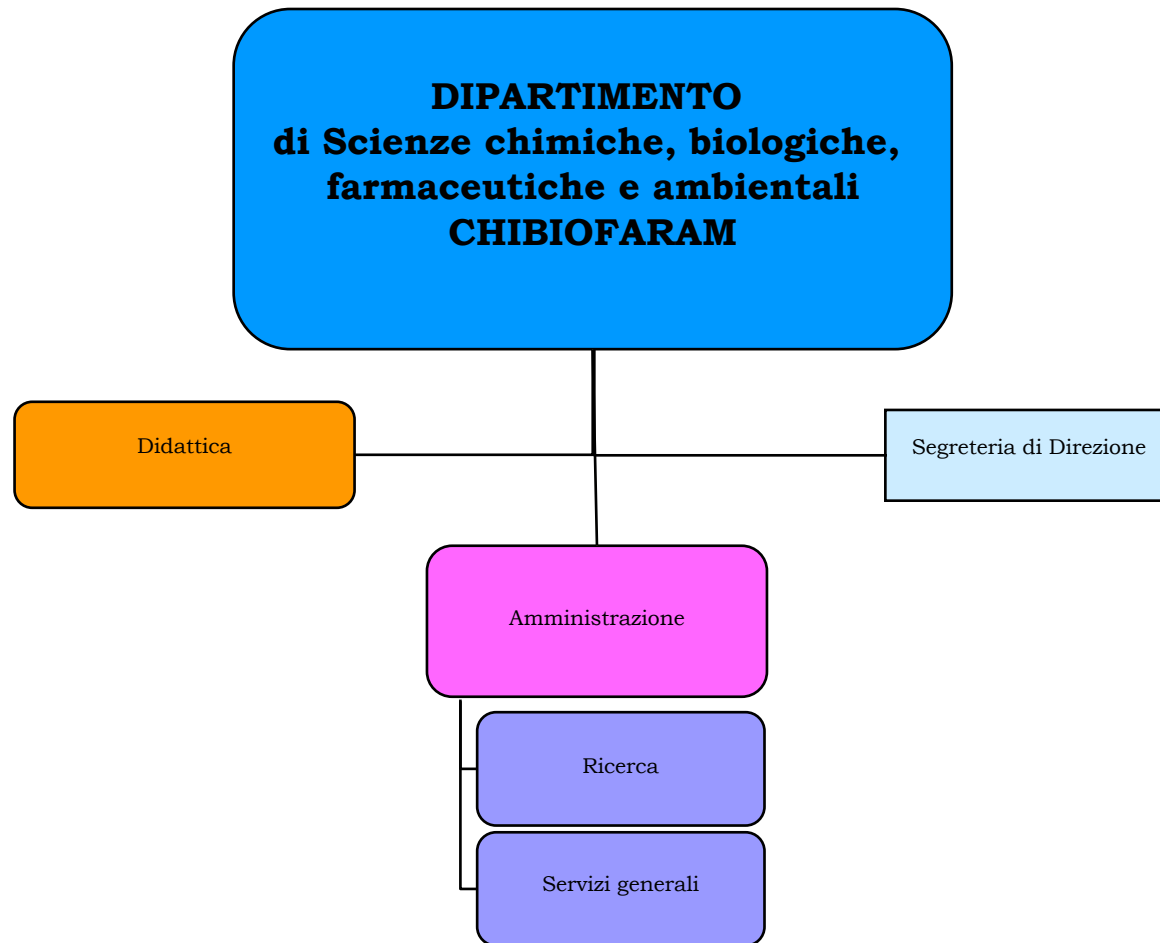 DIPARTIMENTO
di Scienze chimiche, biologiche,
farmaceutiche e ambientali
CHIBIOFARAM
Didattica
Segreteria di Direzione
Amministrazione
Ricerca
Servizi generali